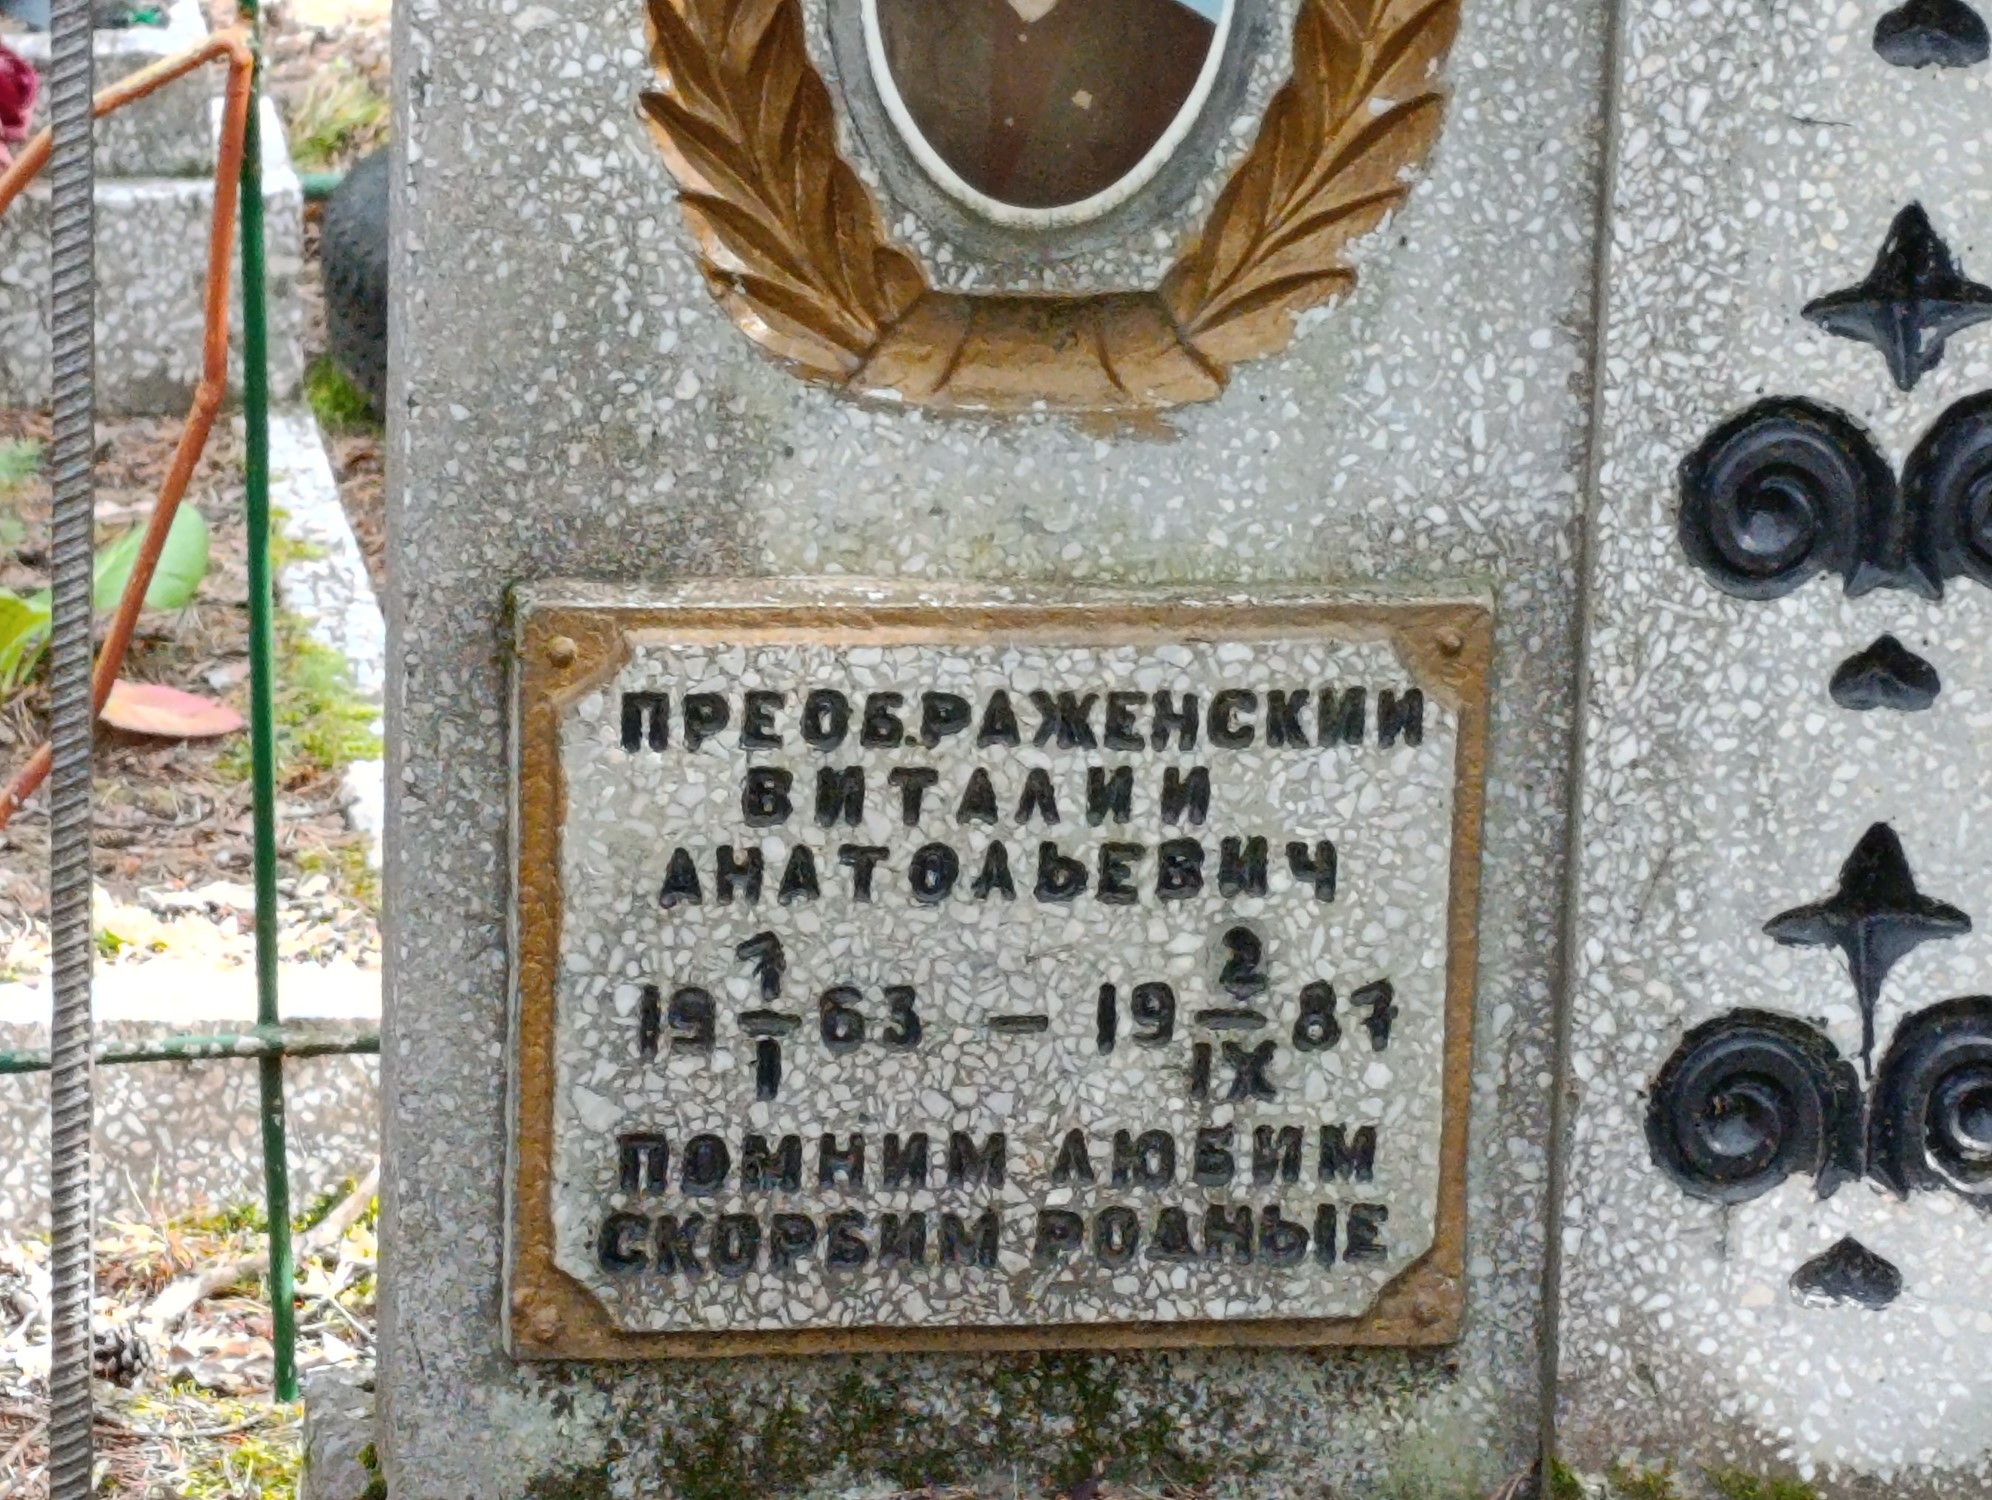 ПРЕОБРАЖЕНСКИИ
ВИТАЛИИ
АНАТОЛЬЕВИЧ
19 1/I 63 — 19 2/IX 87
ПОМНИМ ЛЮБИМ
СКОРБИМ РОДНЫЕ